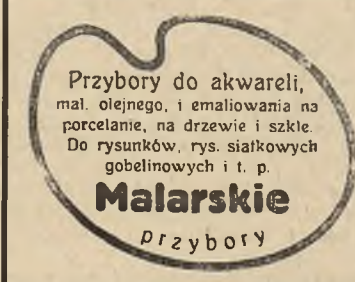 Przybory do akwareli,
mal. olejnego, i emaliowania na
porcelanie, na drzewie i szkle.
Do rysunków, rys. siatkowych
gobelinowych i t. p.
Malarskie
przybory